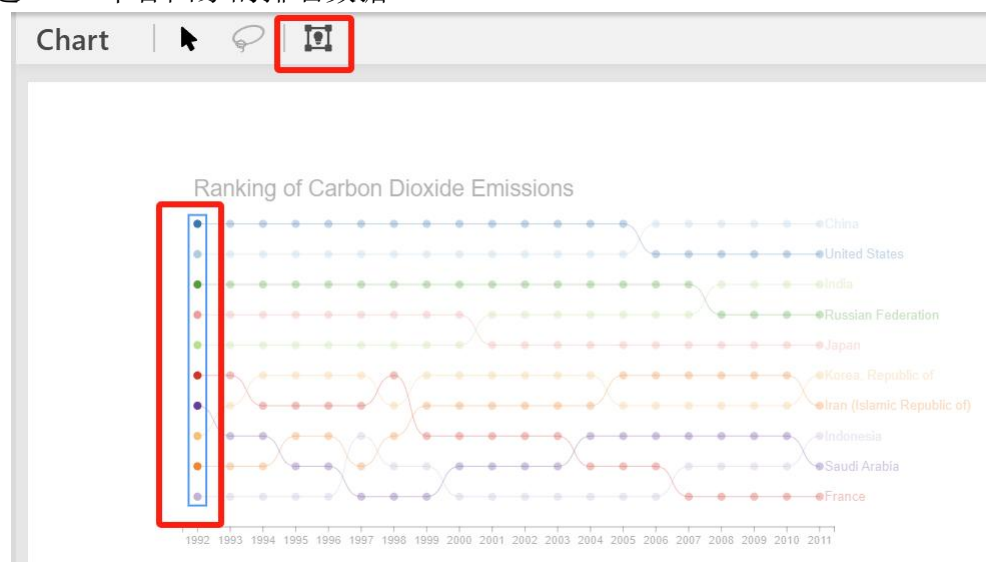 Chart
Ranking of Carbon Dioxide Emissions
China
United States
India
Russian Federation
Japan
Korea, Republic of
Iran (Islamic Republic of)
Indonesia
Saudi Arabia
France
1992 1993 1994 1995 1996 1997 1998 1999 2000 2001 2002 2003 2004 2005 2006 2007 2008 2009 2010 2011